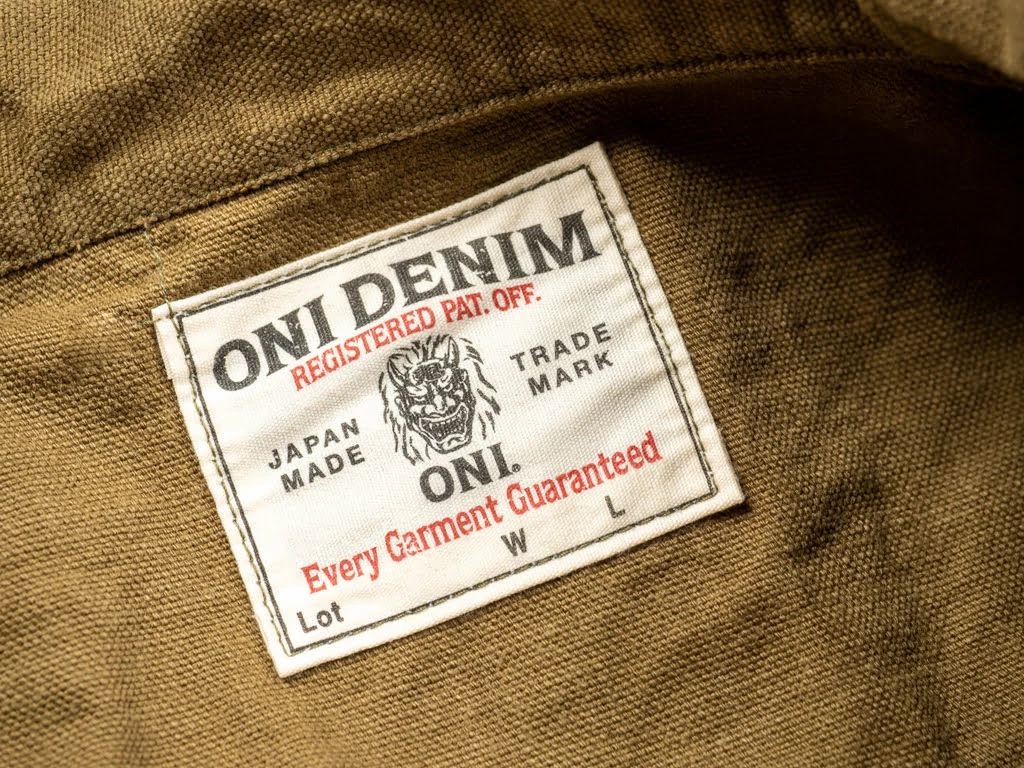 ONI DENIM
REGISTERED PAT. OFF.
JAPAN
MADE
TRADE
MARK
ONI.
Every Garment Guaranteed
Lot W L